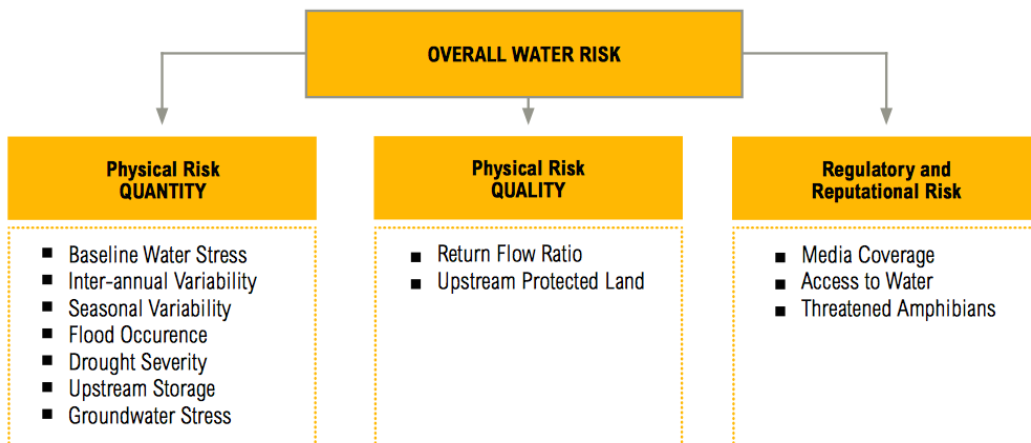 OVERALL WATER RISK
Physical Risk
QUANTITY
■ Baseline Water Stress
■ Inter-annual Variability
■ Seasonal Variability
■ Flood Occurence
■ Drought Severity
■ Upstream Storage
■ Groundwater Stress
Physical Risk
QUALITY
■ Return Flow Ratio
■ Upstream Protected Land
Regulatory and
Reputational Risk
■ Media Coverage
■ Access to Water
■ Threatened Amphibians